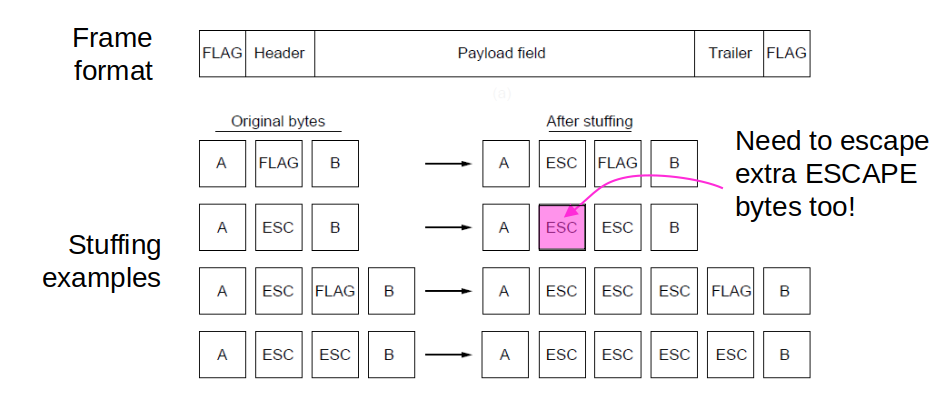 Frame
format
FLAG Header Payload field Trailer FLAG
(a)
Original bytes After stuffing
A FLAG B A ESC FLAG B
Need to escape
extra ESCAPE
bytes too!
A ESC B A ESC ESC B
Stuffing
examples
A ESC FLAG B A ESC ESC ESC FLAG B
A ESC ESC B A ESC ESC ESC ESC B